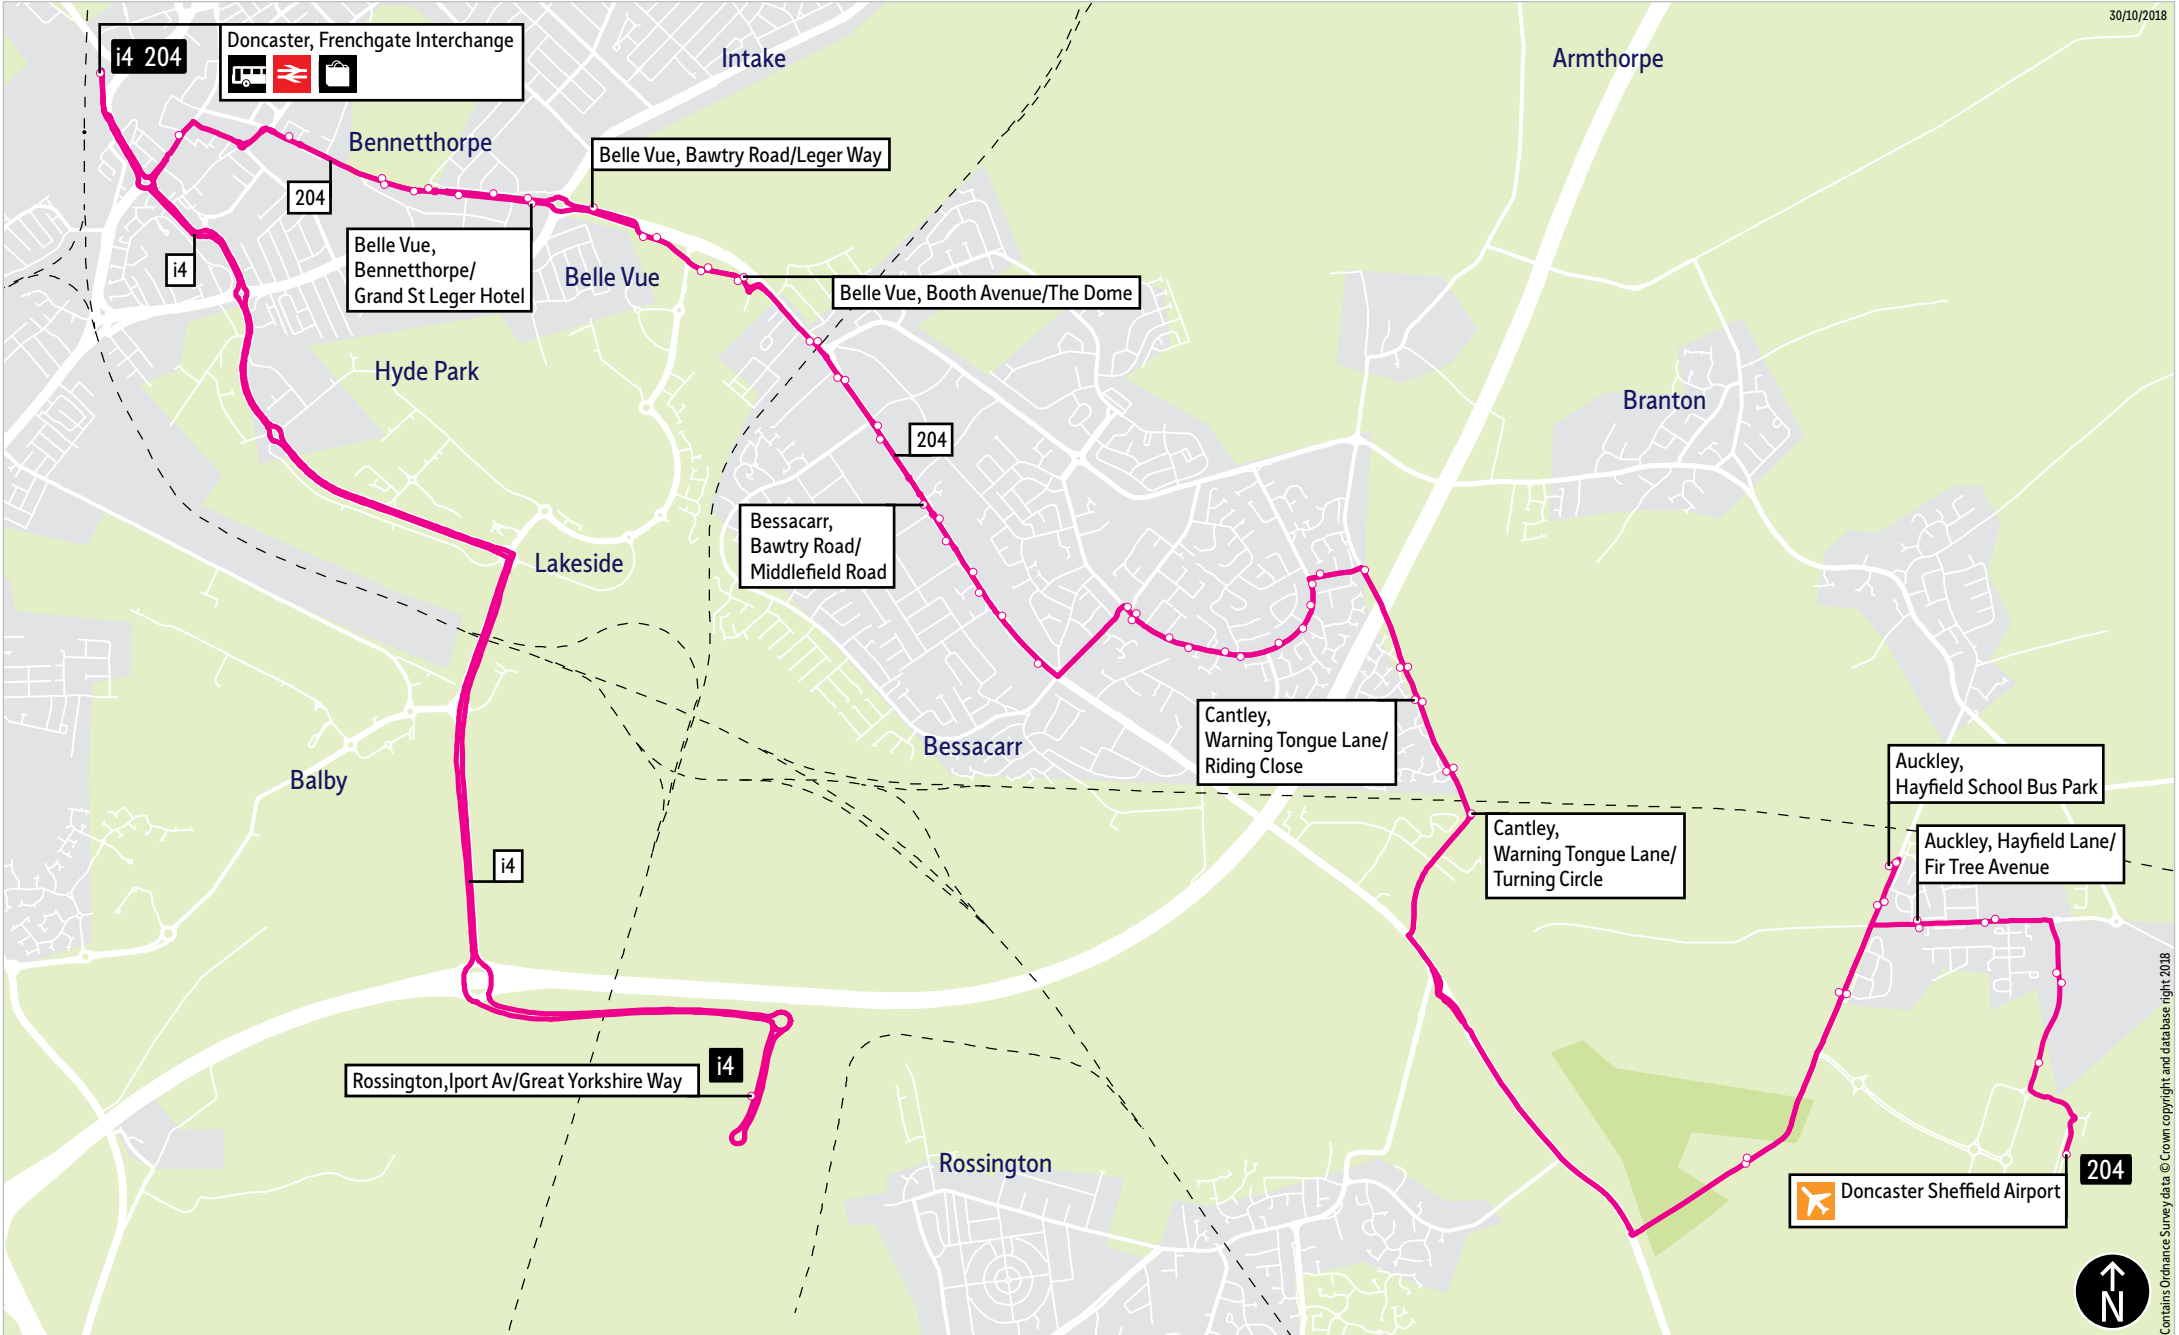 30/10/2018
i4 204
Doncaster, Frenchgate Interchange
Intake
Armthorpe
Bennetthorpe
Belle Vue, Bawtry Road/Leger Way
204
i4
Belle Vue,
Bennetthorpe/
Grand St Leger Hotel
Belle Vue
Belle Vue, Booth Avenue/The Dome
Hyde Park
Branton
204
Bessacarr,
Bawtry Road/
Middlefield Road
Lakeside
Cantley,
Warning Tongue Lane/
Riding Close
Bessacarr
Balby
Auckley,
Hayfield School Bus Park
Cantley,
Warning Tongue Lane/
Turning Circle
Auckley, Hayfield Lane/
Fir Tree Avenue
i4
i4
Rossington,Iport Av/Great Yorkshire Way
Rossington
204
Doncaster Sheffield Airport
N
Contains Ordnance Survey data © Crown copyright and database right 2018